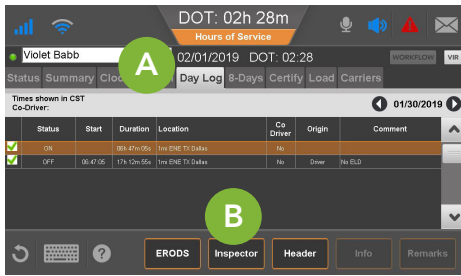 DOT: 02h 28m
Hours of Service
Violet Babb
02/01/2019 DOT: 02:28
WORKFLOW VIR
A
Status Summary Day Log 8-Days Certify Load Carriers
Times shown in CST
Co-Driver:
01/30/2019
Status Start Duration Location Co Driver Origin Comment
ON 06h 47m 05s 1mi ENE TX Dallas No
OFF 06:47:05 17h 12m 55s 1mi ENE TX Dallas No Driver No ELD
B
ERODS Inspector Header Info Remarks